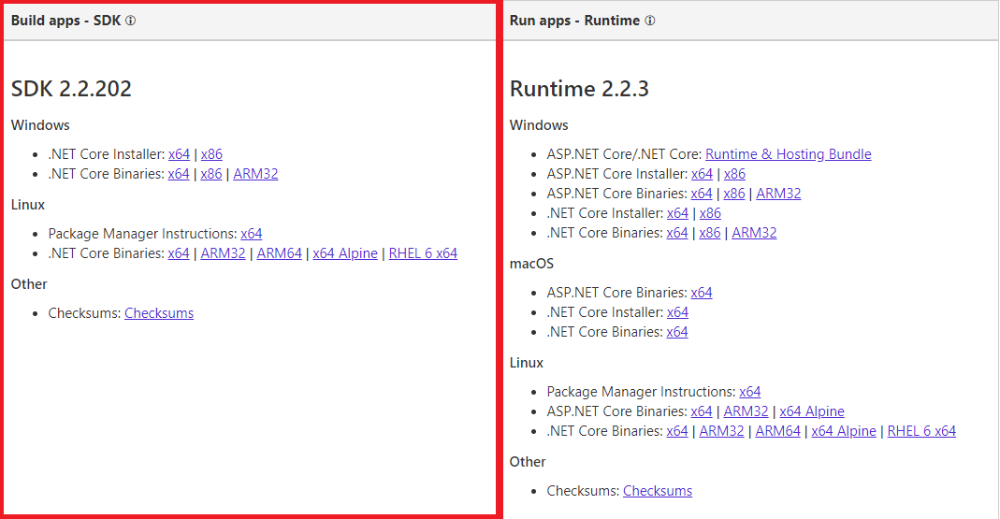 Build apps - SDK
SDK 2.2.202
Windows
.NET Core Installer: x64 | x86
.NET Core Binaries: x64 | x86 | ARM32
Linux
Package Manager Instructions: x64
.NET Core Binaries: x64 | ARM32 | ARM64 | x64 Alpine | RHEL 6 x64
Other
Checksums: Checksums
Run apps - Runtime
Runtime 2.2.3
Windows
ASP.NET Core/.NET Core: Runtime & Hosting Bundle
ASP.NET Core Installer: x64 | x86
ASP.NET Core Binaries: x64 | x86 | ARM32
.NET Core Installer: x64 | x86
.NET Core Binaries: x64 | x86 | ARM32
macOS
ASP.NET Core Binaries: x64
.NET Core Installer: x64
.NET Core Binaries: x64
Linux
Package Manager Instructions: x64
ASP.NET Core Binaries: x64 | ARM32 | x64 Alpine
.NET Core Binaries: x64 | ARM32 | ARM64 | x64 Alpine | RHEL 6 x64
Other
Checksums: Checksums